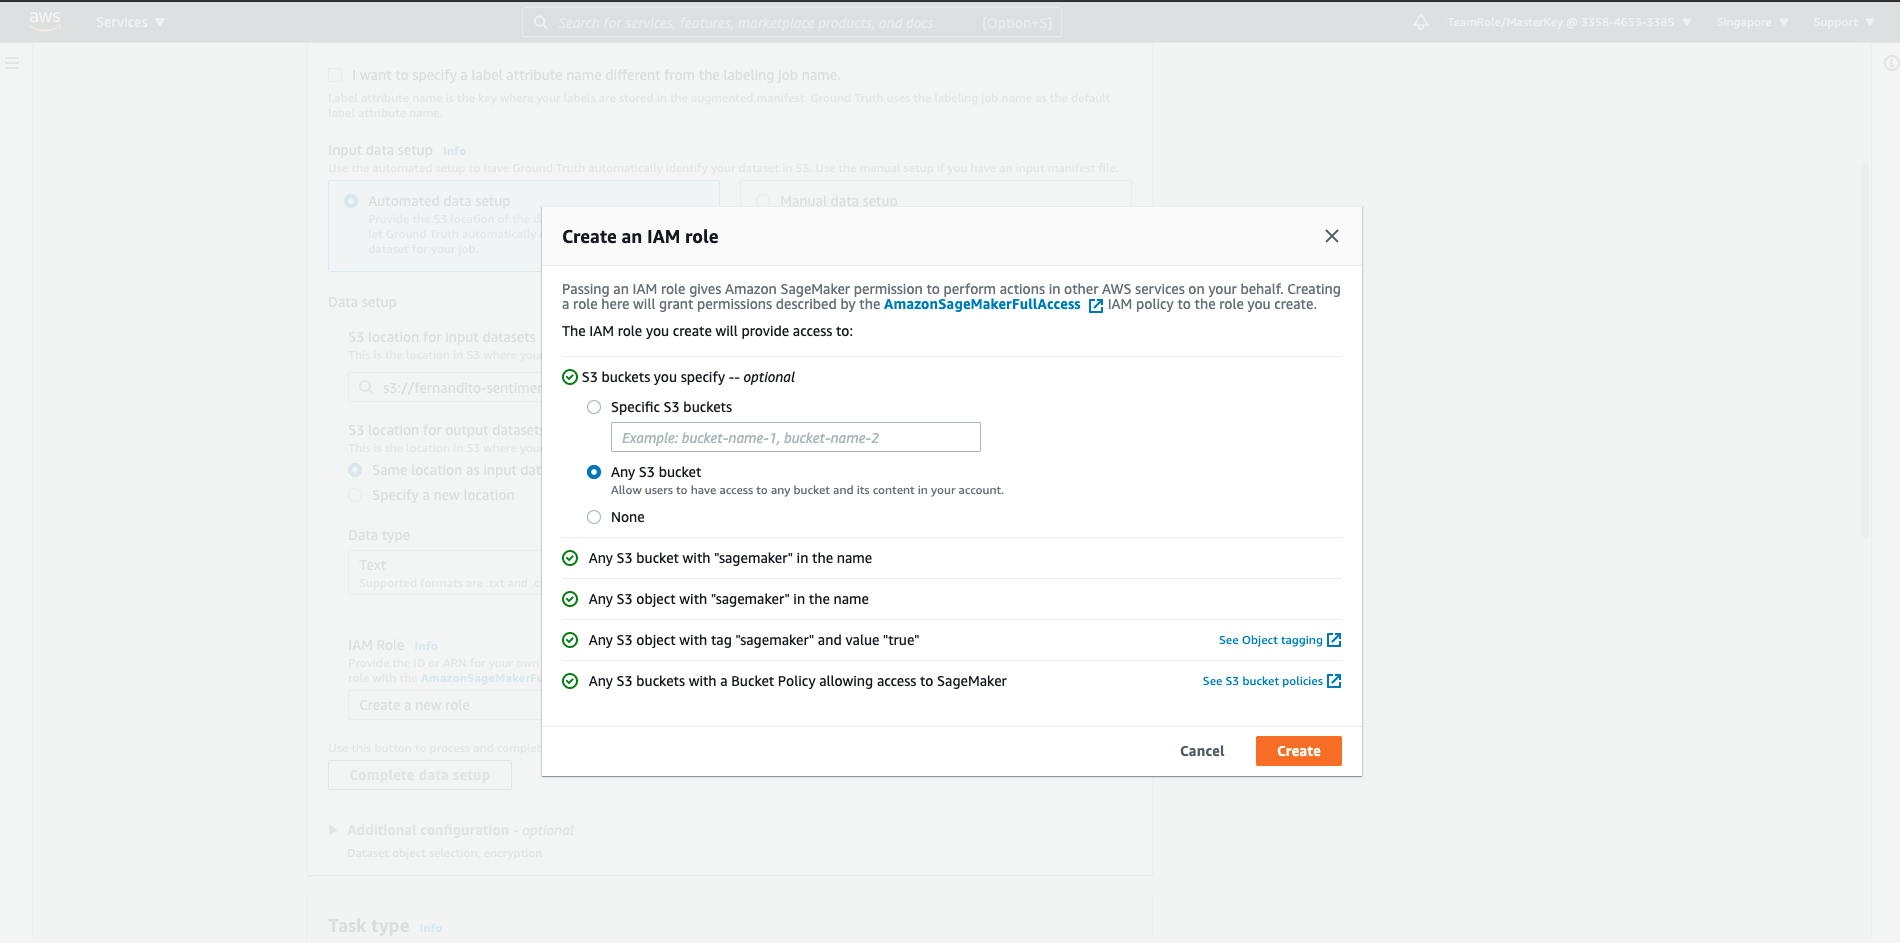 aws
Services
Search for services, features, marketplace products, and docs
[Option+S]
TeamRole/MasterKey @ 3358-4653-3385
Singapore
Support
I want to specify a label attribute name different from the labeling job name.
Label attribute name is the key where your labels are stored in the augmented manifest. Ground Truth uses the labeling job name as the default
label attribute name.
Input data setup Info
Use the automated setup to have Ground Truth automatically identify your dataset in S3. Use the manual setup if you have an input manifest file.
Automated data setup
Provide the S3 location of the
let Ground Truth automatically
dataset for your job.
Manual data setup
Data setup
S3 location for input datasets
This is the location in S3 where
s3://fernandito-sentimen
S3 location for output datasets
This is the location in S3 where
Same location as input dat
Specify a new location
Data type
Text
Supported formats are .txt and
IAM Role Info
Provide the ID or ARN for your own
role with the AmazonSageMakerFu
Create a new role
Use this button to process and complet
Complete data setup
Additional configuration - optional
Dataset object selection, encryption
Task type Info
Create an IAM role
Passing an IAM role gives Amazon SageMaker permission to perform actions in other AWS services on your behalf. Creating
a role here will grant permissions described by the AmazonSageMakerFullAccess IAM policy to the role you create.
The IAM role you create will provide access to:
S3 buckets you specify -- optional
Specific S3 buckets
Example: bucket-name-1, bucket-name-2
Any S3 bucket
Allow users to have access to any bucket and its content in your account.
None
Any S3 bucket with "sagemaker" in the name
Any S3 object with "sagemaker" in the name
Any S3 object with tag "sagemaker" and value "true"
See Object tagging
Any S3 buckets with a Bucket Policy allowing access to SageMaker
See S3 bucket policies
Cancel
Create